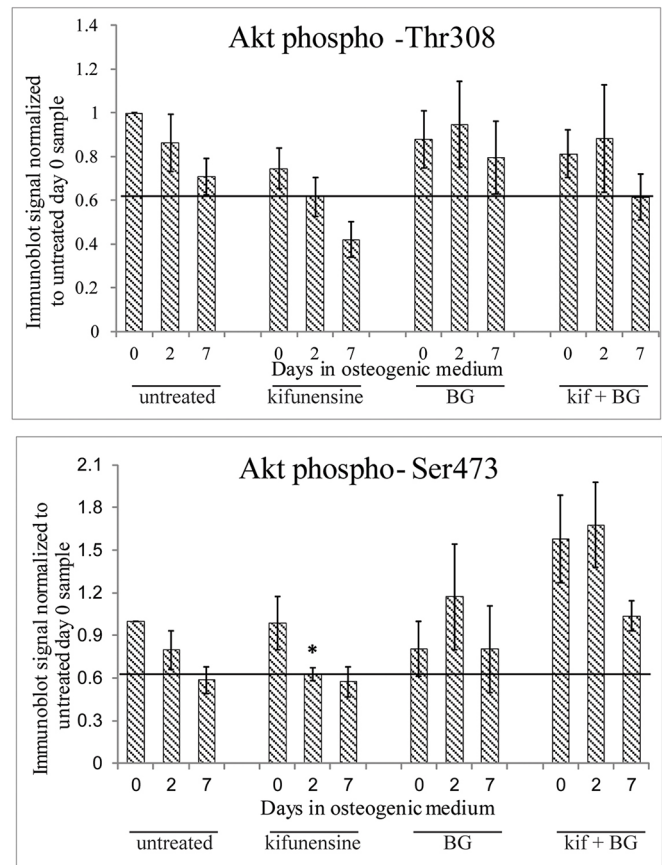 Akt phospho -Thr308
Immunoblot signal normalized
to untreated day 0 sample
1.4
1.2
1
0.8
0.6
0.4
0.2
0
0 2 7 0 2 7 0 2 7 0 2 7
Days in osteogenic medium
untreated kifunensine BG kif + BG
Akt phospho- Ser473
Immunoblot signal normalized to
untreated day 0 sample
2.1
1.8
1.5
1.2
0.9
0.6
0.3
0
*
0 2 7 0 2 7 0 2 7 0 2 7
Days in osteogenic medium
untreated kifunensine BG kif + BG